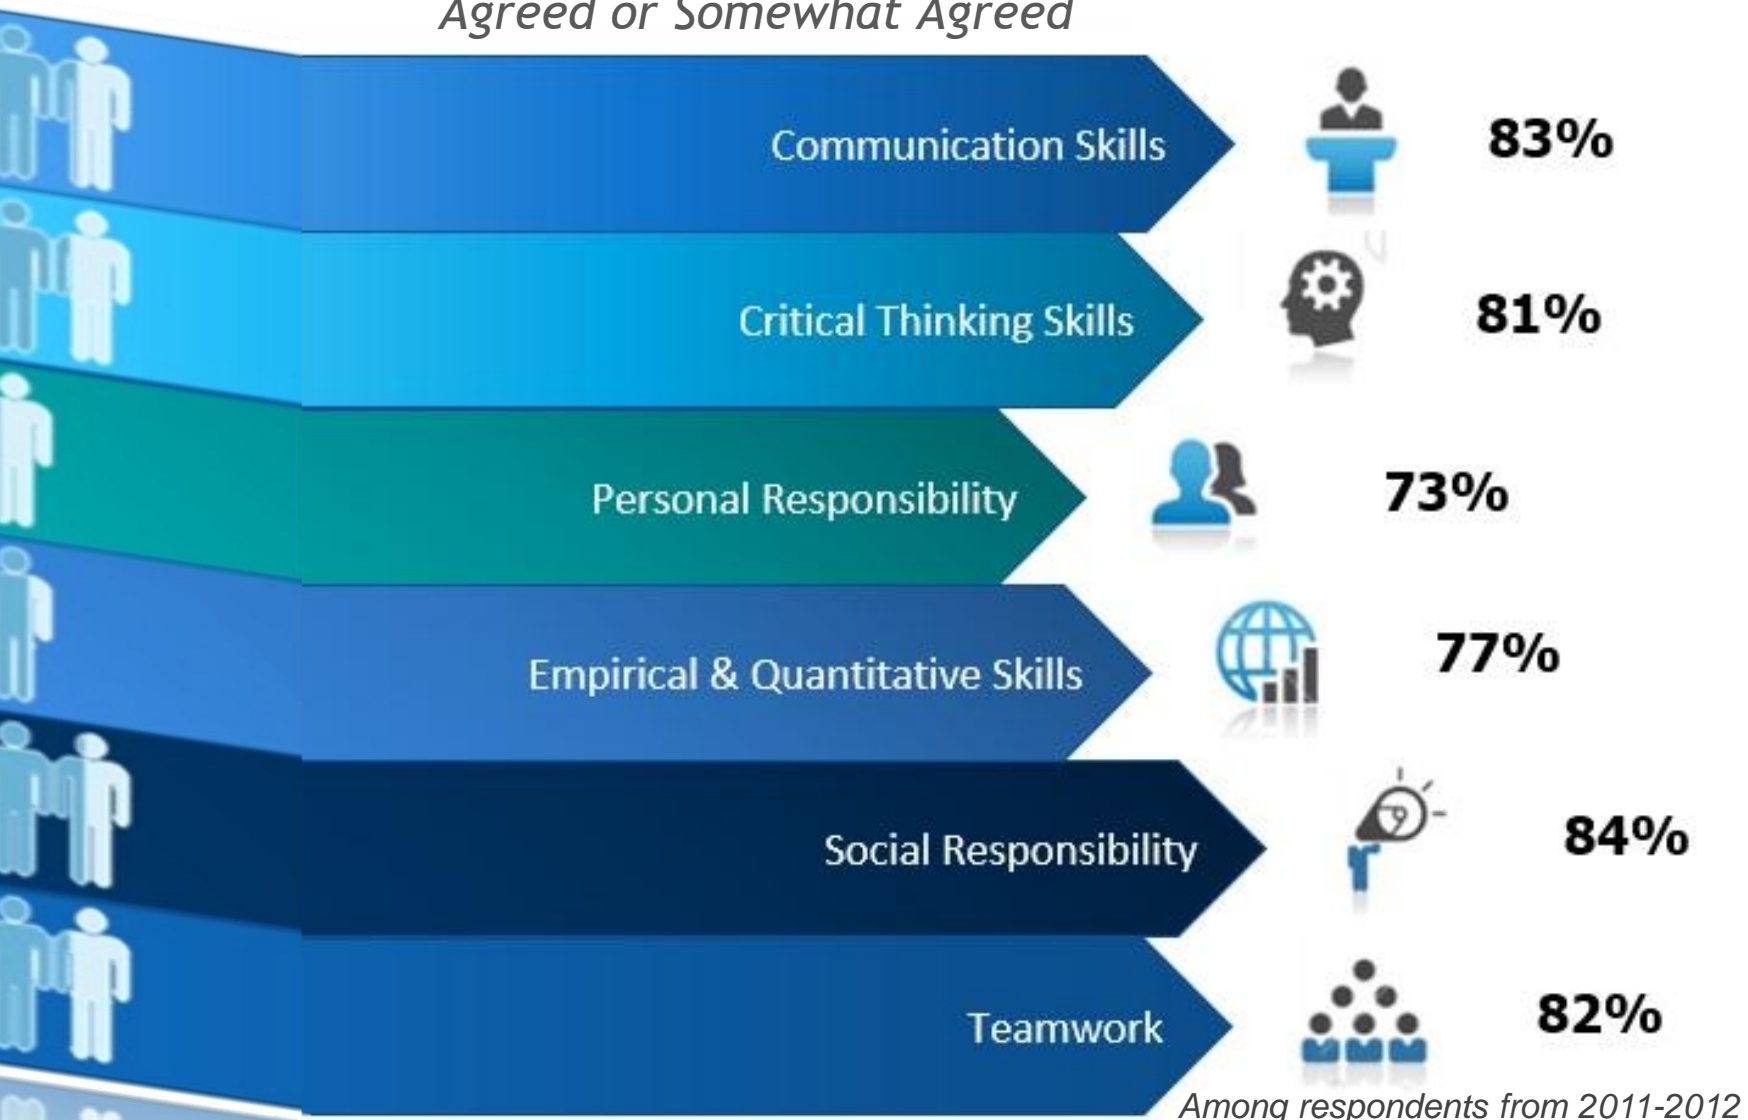 Agreed or Somewhat Agreed
Communication Skills
83%
Critical Thinking Skills
81%
Personal Responsibility
73%
Empirical & Quantitative Skills
77%
Social Responsibility
84%
Teamwork
82%
Among respondents from 2011-2012